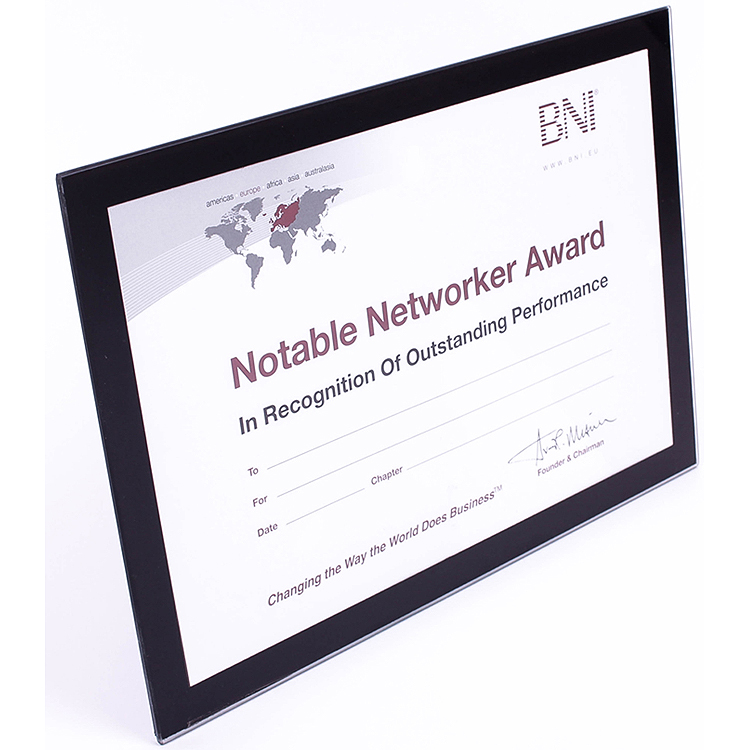 BNI®
WWW.BNI.EU
americas europe africa asia australasia
Notable Networker Award
In Recognition Of Outstanding Performance
To
For
Date Chapter
Founder & Chairman
Changing the Way the World Does Business™